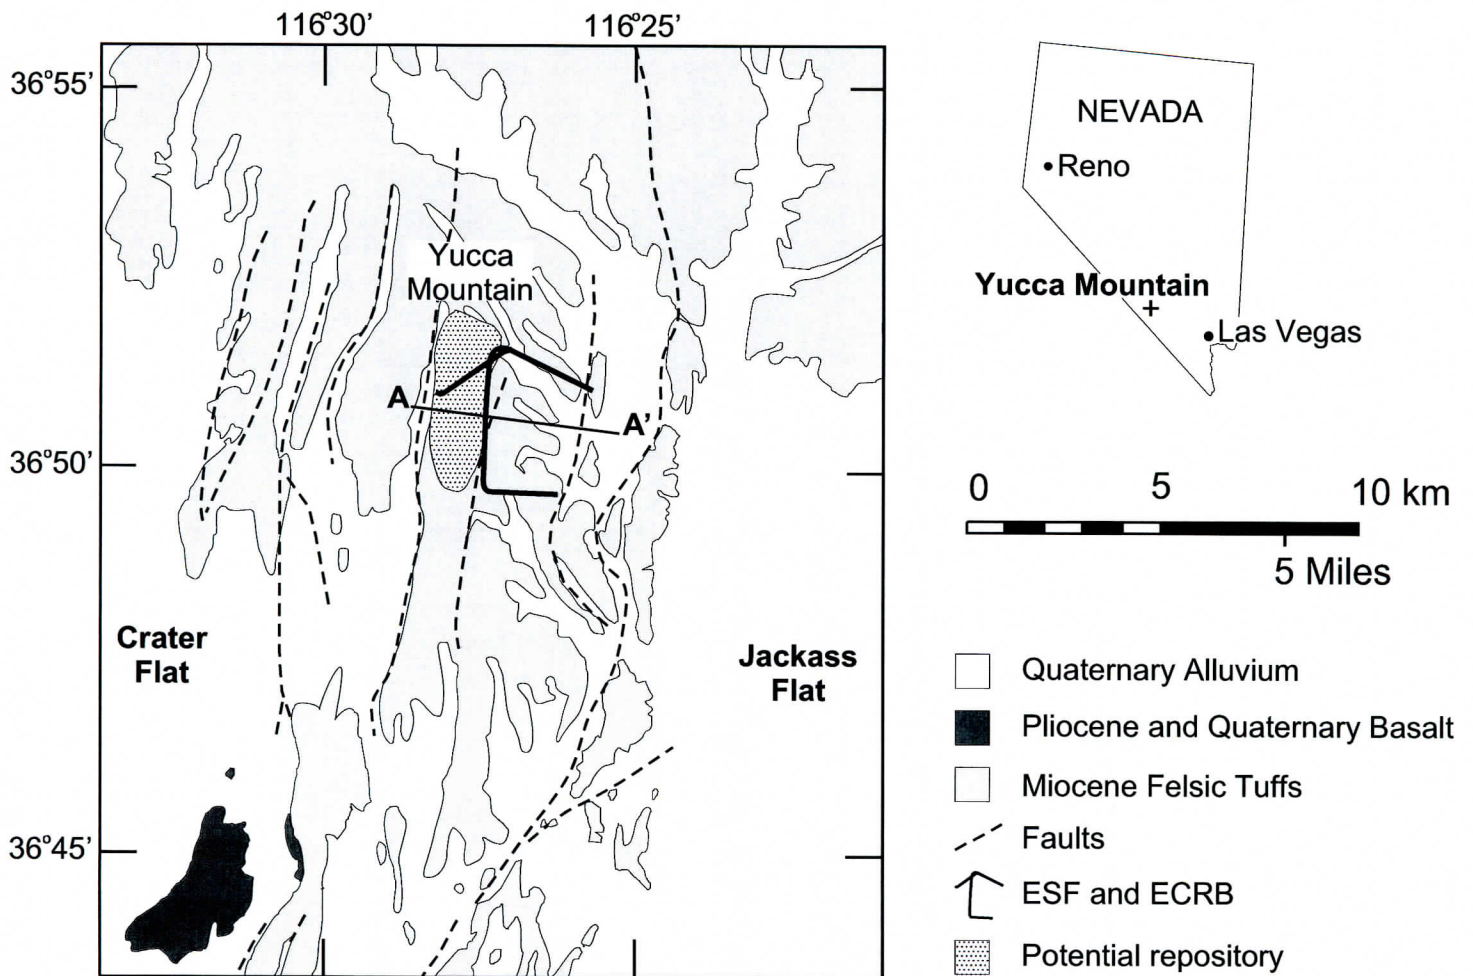 116°30’
116°25’
36°55’
36°50’
36°45’
Yucca
Mountain
A
A’
Crater
Flat
Jackass
Flat
NEVADA
Reno
Yucca Mountain
+
Las Vegas
0 5 10 km
5 Miles
Quaternary Alluvium
Pliocene and Quaternary Basalt
Miocene Felsic Tuffs
Faults
ESF and ECRB
Potential repository